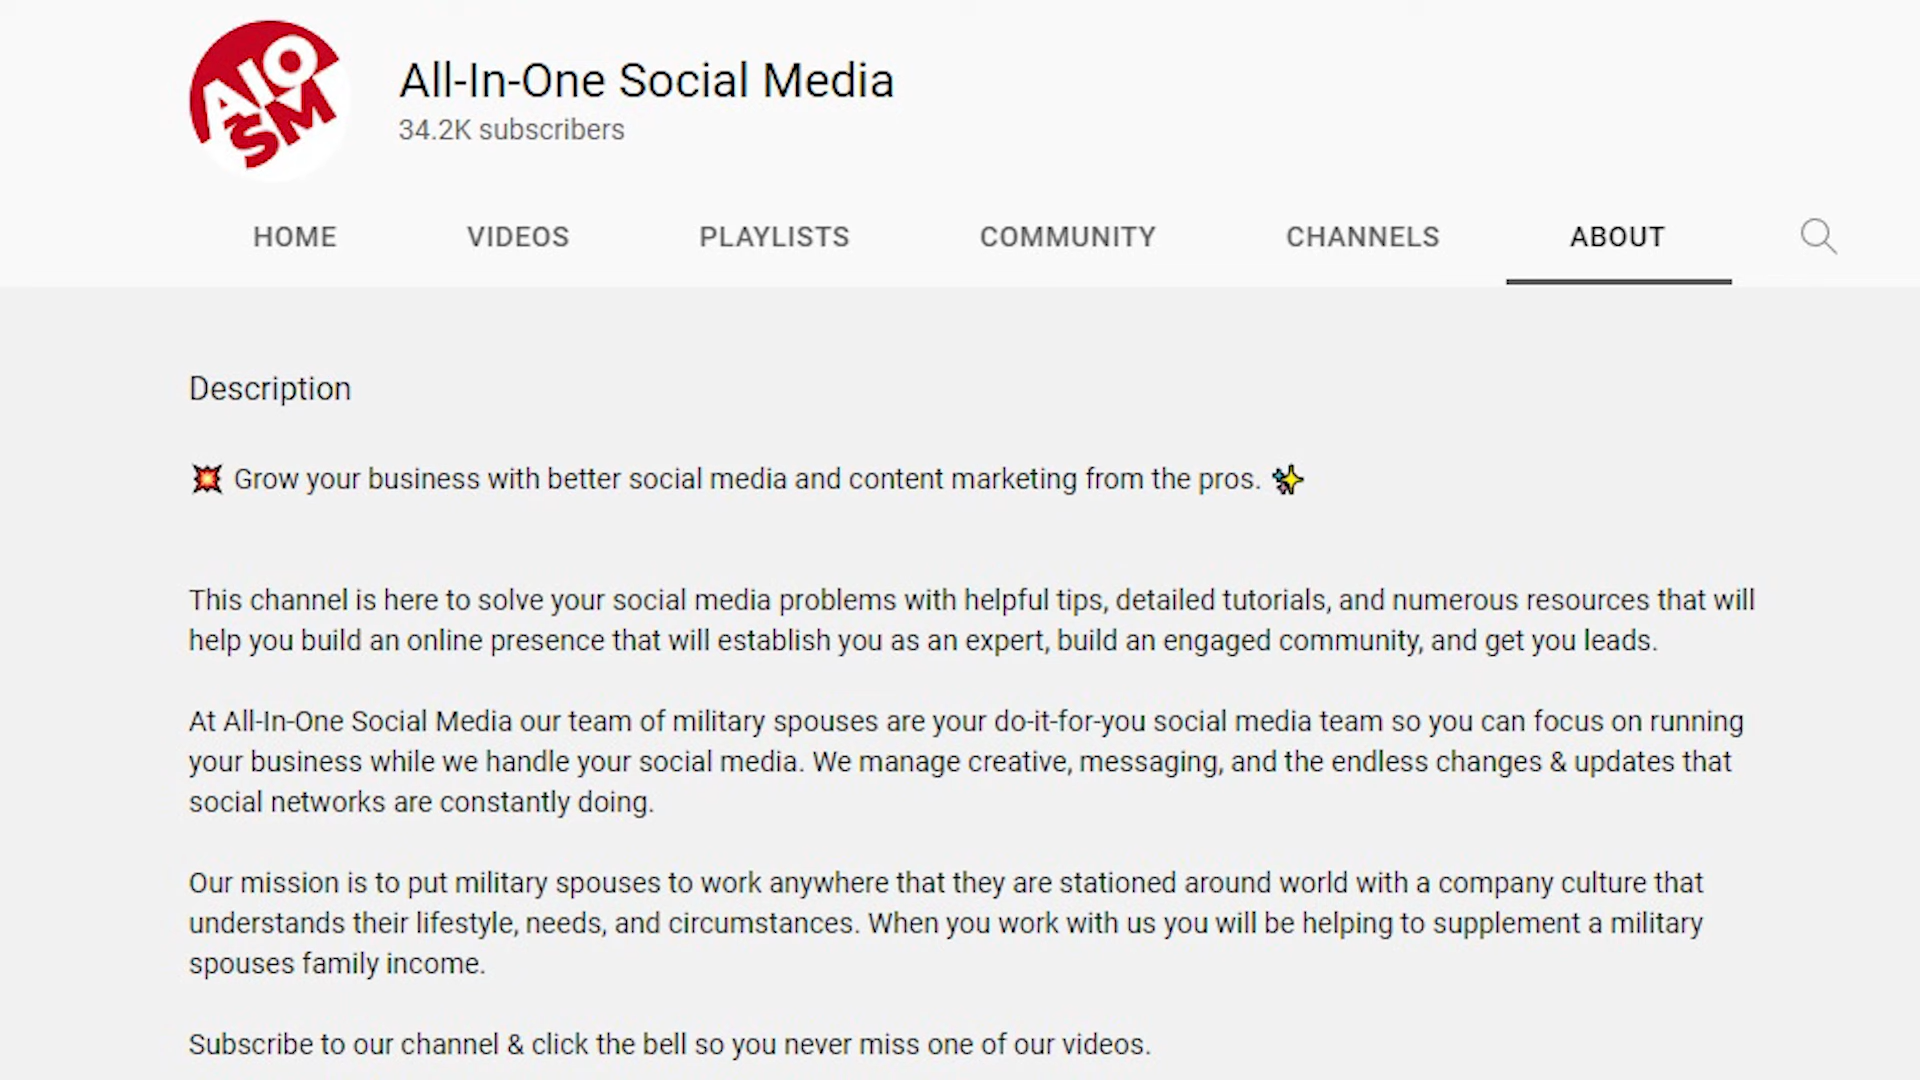 AIO
SM
All-In-One Social Media
34.2K subscribers
HOME VIDEOS PLAYLISTS COMMUNITY CHANNELS ABOUT
Description
💥 Grow your business with better social media and content marketing from the pros. ✨
This channel is here to solve your social media problems with helpful tips, detailed tutorials, and numerous resources that will
help you build an online presence that will establish you as an expert, build an engaged community, and get you leads.
At All-In-One Social Media our team of military spouses are your do-it-for-you social media team so you can focus on running
your business while we handle your social media. We manage creative, messaging, and the endless changes & updates that
social networks are constantly doing.
Our mission is to put military spouses to work anywhere that they are stationed around world with a company culture that
understands their lifestyle, needs, and circumstances. When you work with us you will be helping to supplement a military
spouses family income.
Subscribe to our channel & click the bell so you never miss one of our videos.